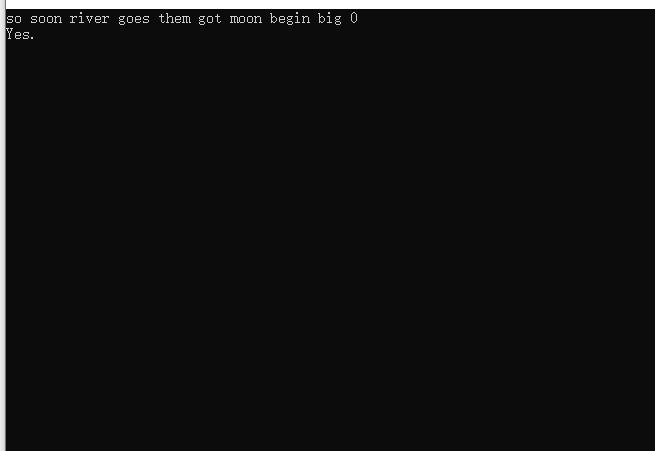 so soon river goes them got moon begin big 0
Yes.